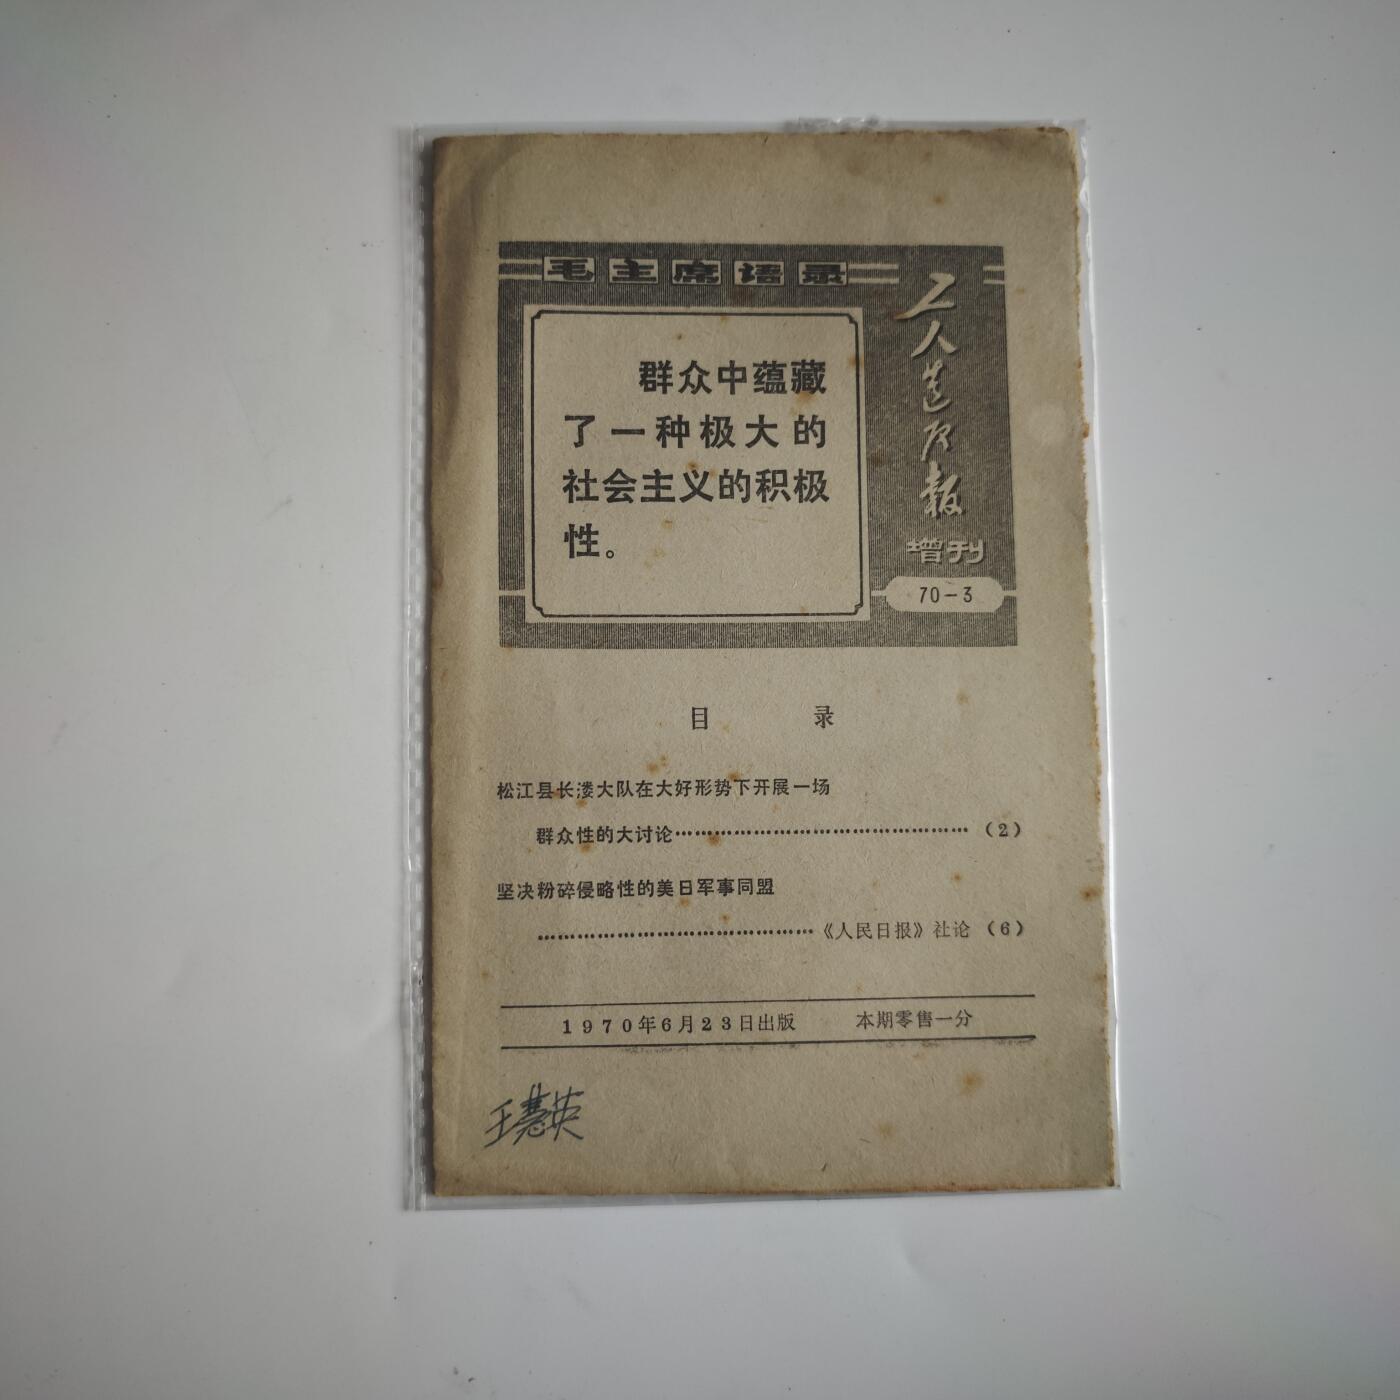 毛主席语录
群众中蕴藏
了一种极大的
社会主义的积极
性。
工人造反报
增刊
70-3
目 录
松江县长溇大队在大好形势下开展一场
群众性的大讨论……………………………………(2)
坚决粉碎侵略性的美日军事同盟
……………………………………《人民日报》社论 (6)
1970年6月23日出版 本期零售一分
王慧英